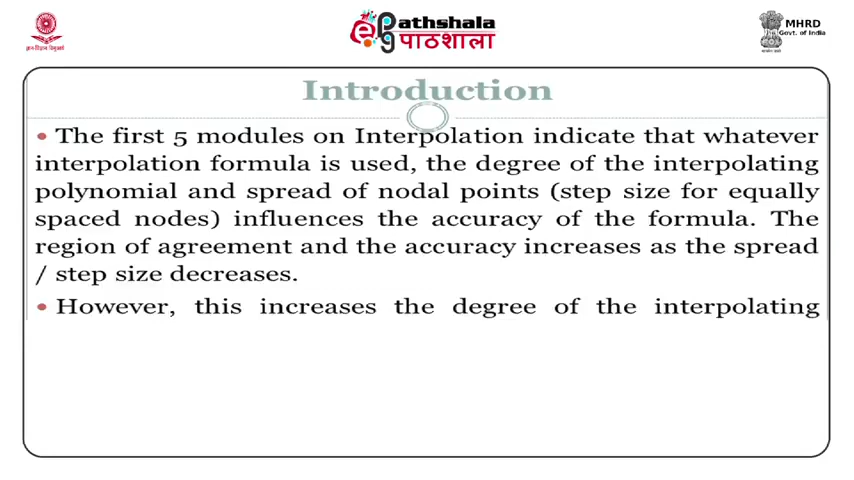 ePG Pathshala
पाठशाला
MHRD
Govt. of India
Introduction
• The first 5 modules on Interpolation indicate that whatever
interpolation formula is used, the degree of the interpolating
polynomial and spread of nodal points (step size for equally
spaced nodes) influences the accuracy of the formula. The
region of agreement and the accuracy increases as the spread
/ step size decreases.
• However, this increases the degree of the interpolating